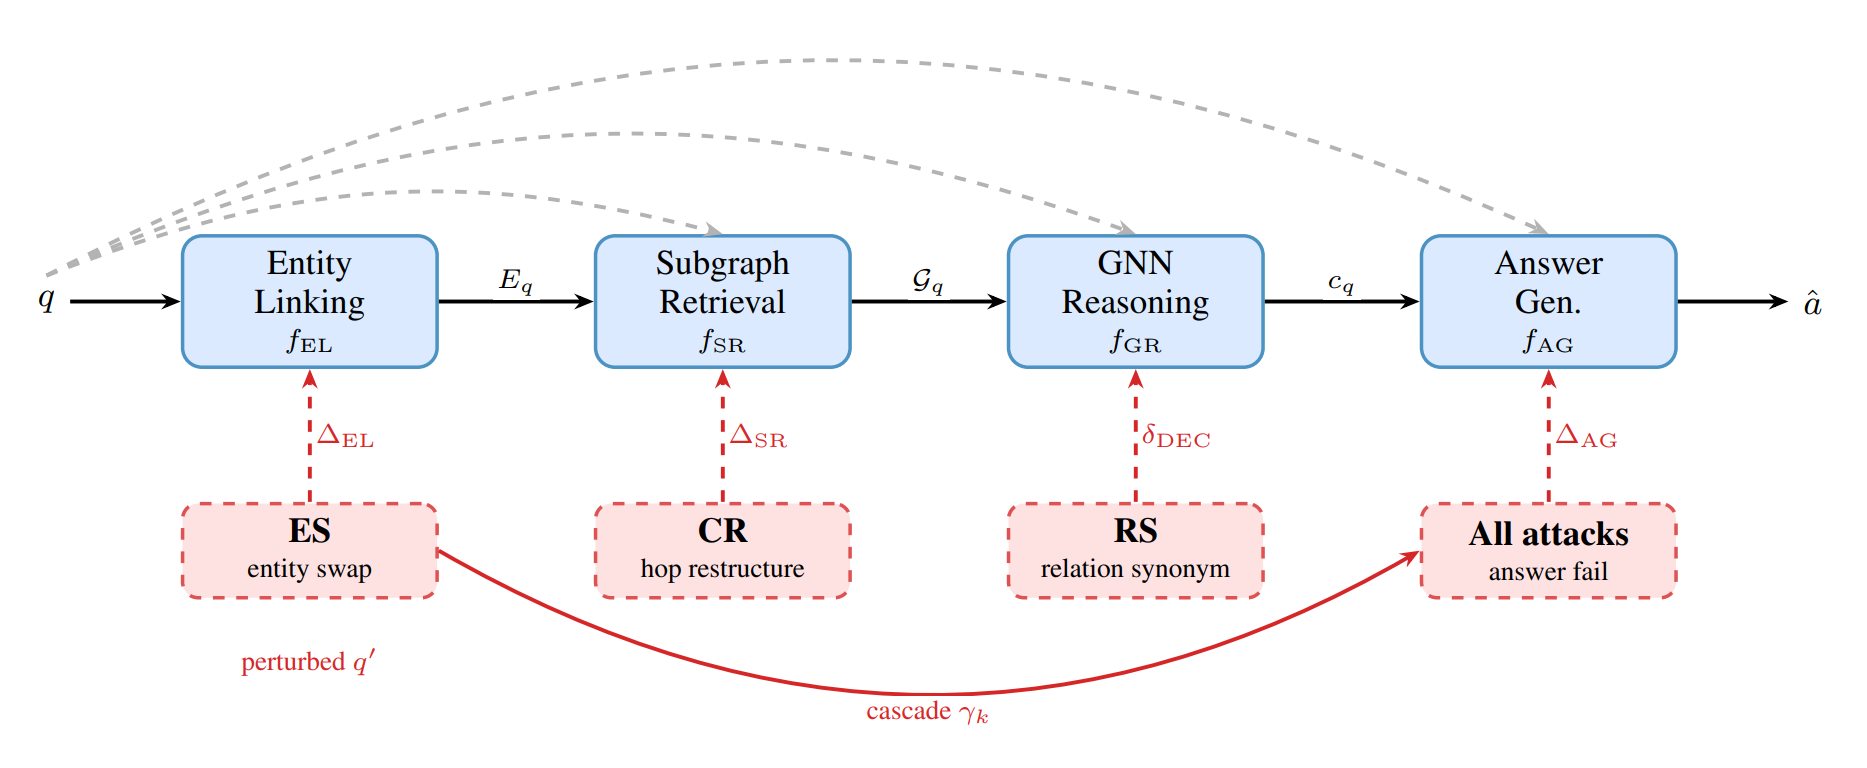 q
Entity
Linking
f_EL
E_q
Subgraph
Retrieval
f_SR
𝒢_q
GNN
Reasoning
f_GR
c_q
Answer
Gen.
f_AG
â
Δ_EL
Δ_SR
δ_DEC
Δ_AG
ES
entity swap
CR
hop restructure
RS
relation synonym
All attacks
answer fail
perturbed q′
cascade γ_k